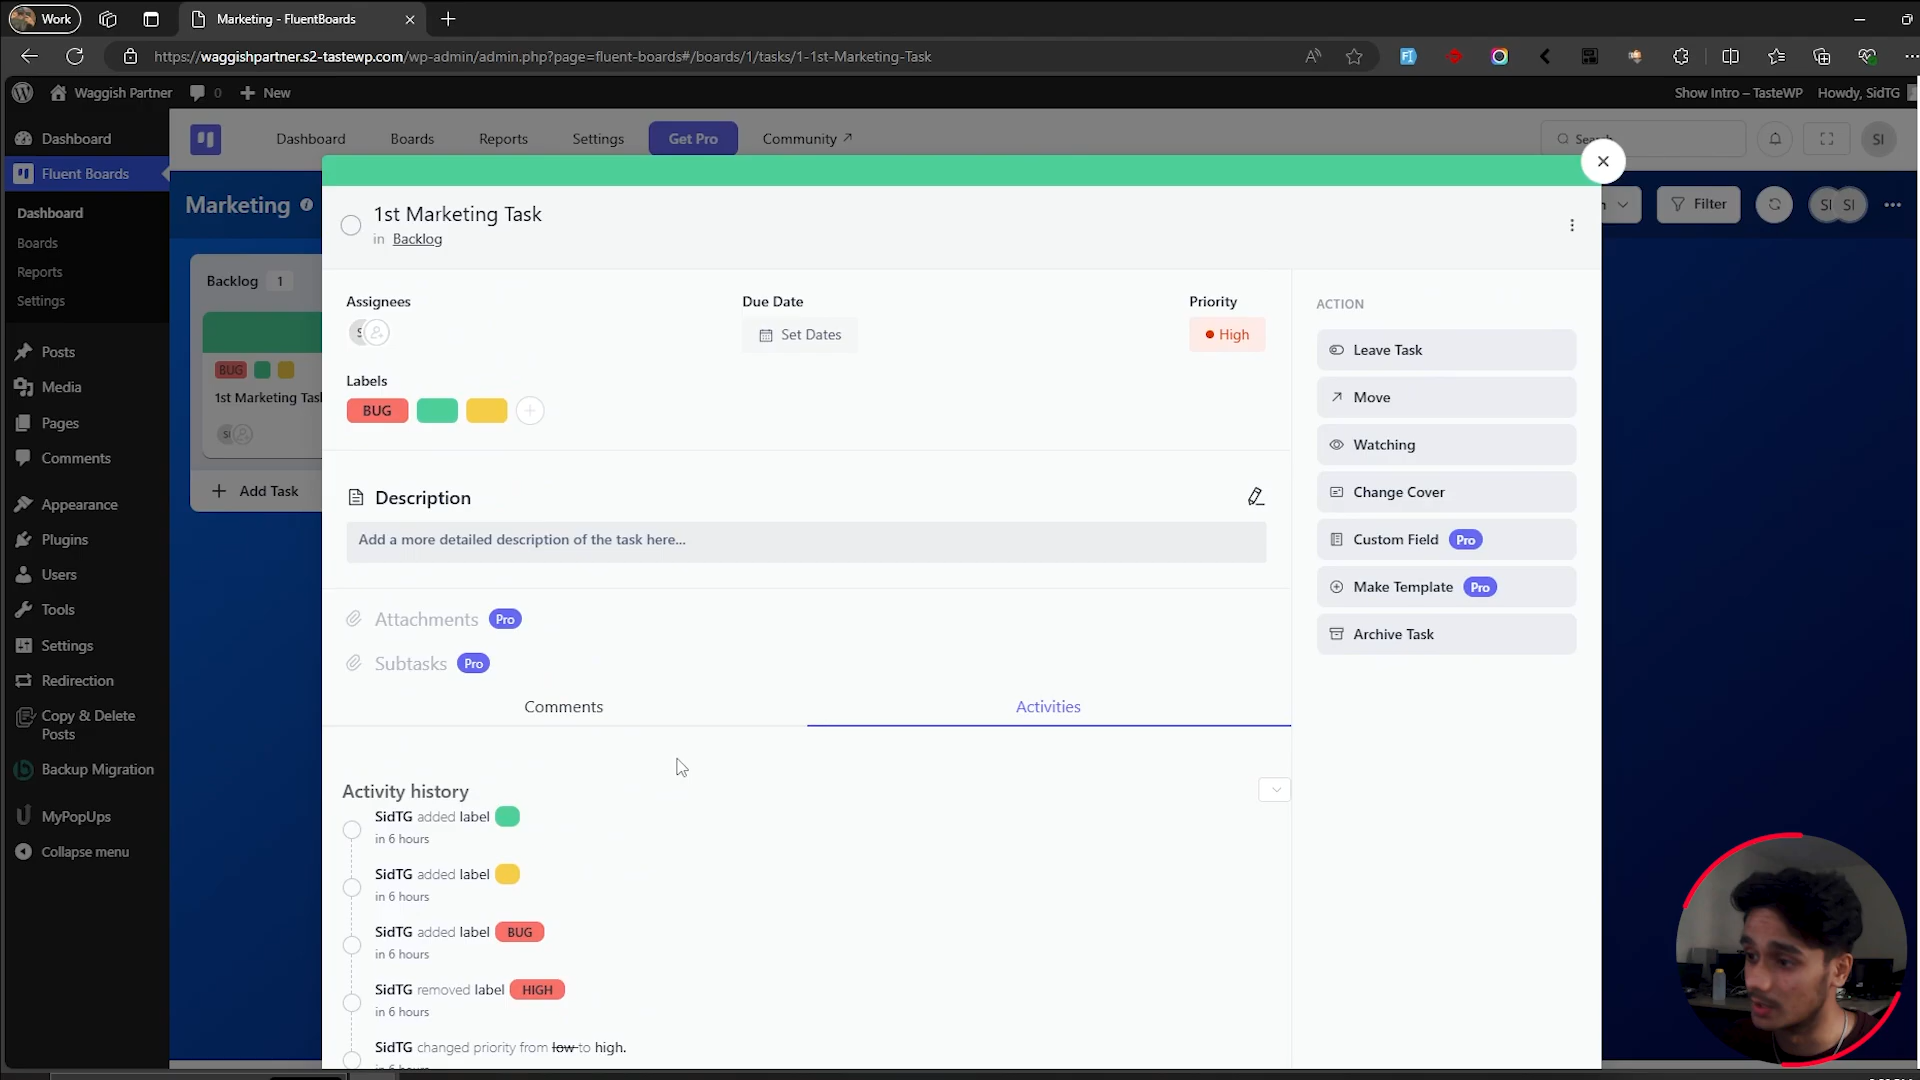 Work
Marketing - FluentBoards
https://waggishpartner.s2-tastewp.com/wp-admin/admin.php?page=fluent-boards#/boards/1/tasks/1-1st-Marketing-Task
Waggish Partner
0
New
Show Intro – TasteWP
Howdy, SidTG
Dashboard
Fluent Boards
Dashboard
Boards
Reports
Settings
Posts
Media
Pages
Comments
Appearance
Plugins
Users
Tools
Settings
Redirection
Copy & Delete
Posts
Backup Migration
MyPopUps
Collapse menu
Dashboard
Boards
Reports
Settings
Get Pro
Community
SI
Marketing
Filter
SI
SI
Backlog
1
BUG
1st Marketing Task
Add Task
1st Marketing Task
in Backlog
Assignees
Due Date
Set Dates
Priority
High
Labels
BUG
Description
Add a more detailed description of the task here...
Attachments Pro
Subtasks Pro
Comments
Activities
Activity history
SidTG added label
in 6 hours
SidTG added label
in 6 hours
SidTG added label BUG
in 6 hours
SidTG removed label HIGH
in 6 hours
SidTG changed priority from low to high.
ACTION
Leave Task
Move
Watching
Change Cover
Custom Field Pro
Make Template Pro
Archive Task